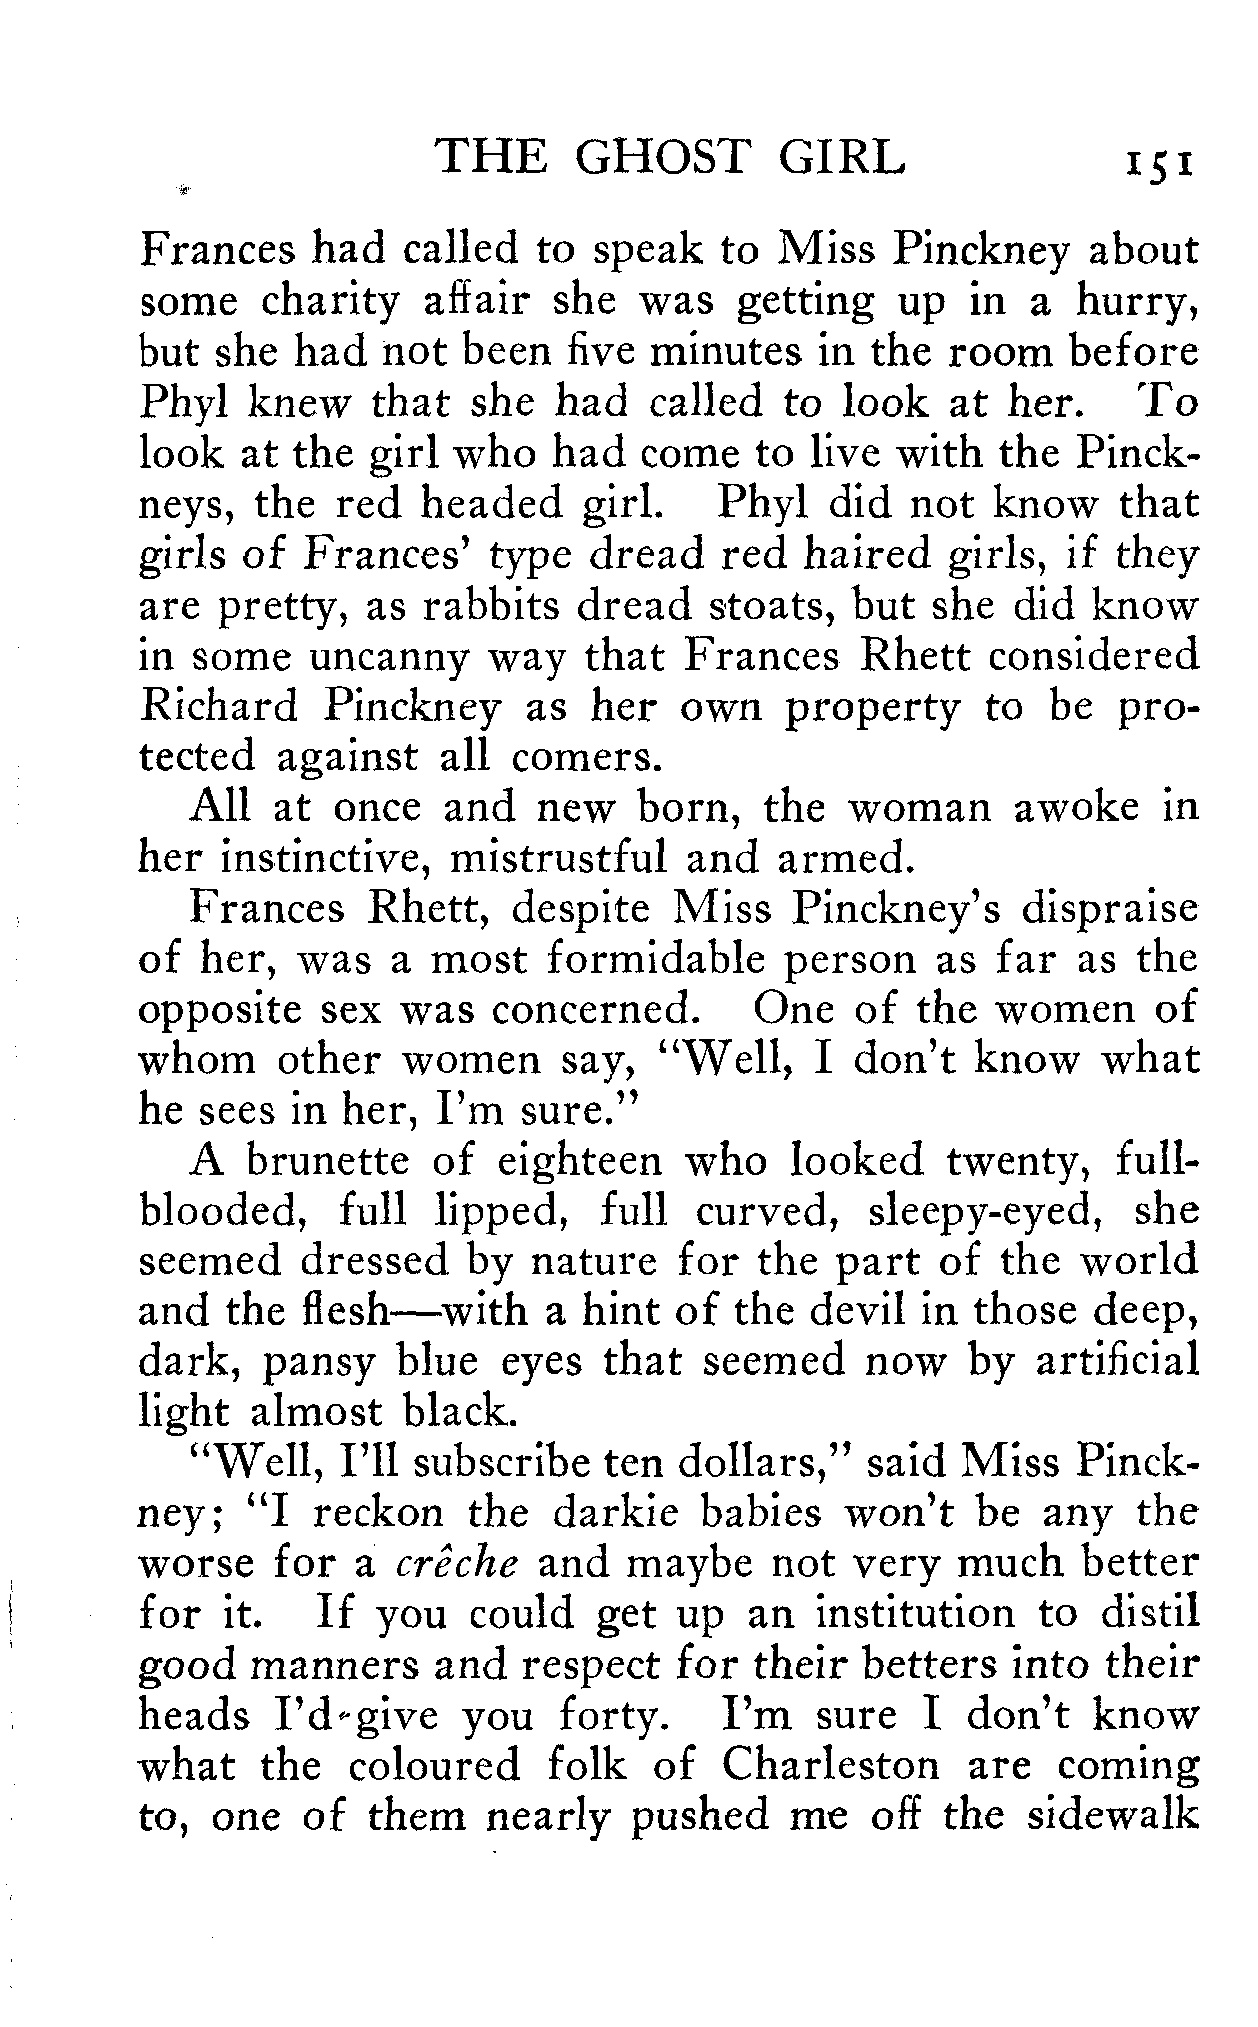 THE GHOST GIRL 151
Frances had called to speak to Miss Pinckney about
some charity affair she was getting up in a hurry,
but she had not been five minutes in the room before
Phyl knew that she had called to look at her. To
look at the girl who had come to live with the Pinck-
neys, the red headed girl. Phyl did not know that
girls of Frances' type dread red haired girls, if they
are pretty, as rabbits dread stoats, but she did know
in some uncanny way that Frances Rhett considered
Richard Pinckney as her own property to be pro-
tected against all comers.
All at once and new born, the woman awoke in
her instinctive, mistrustful and armed.
Frances Rhett, despite Miss Pinckney's dispraise
of her, was a most formidable person as far as the
opposite sex was concerned. One of the women of
whom other women say, "Well, I don't know what
he sees in her, I'm sure."
A brunette of eighteen who looked twenty, full-
blooded, full lipped, full curved, sleepy-eyed, she
seemed dressed by nature for the part of the world
and the flesh—with a hint of the devil in those deep,
dark, pansy blue eyes that seemed now by artificial
light almost black.
"Well, I'll subscribe ten dollars," said Miss Pinck-
ney; "I reckon the darkie babies won't be any the
worse for a crêche and maybe not very much better
for it. If you could get up an institution to distil
good manners and respect for their betters into their
heads I'd give you forty. I'm sure I don't know
what the coloured folk of Charleston are coming
to, one of them nearly pushed me off the sidewalk